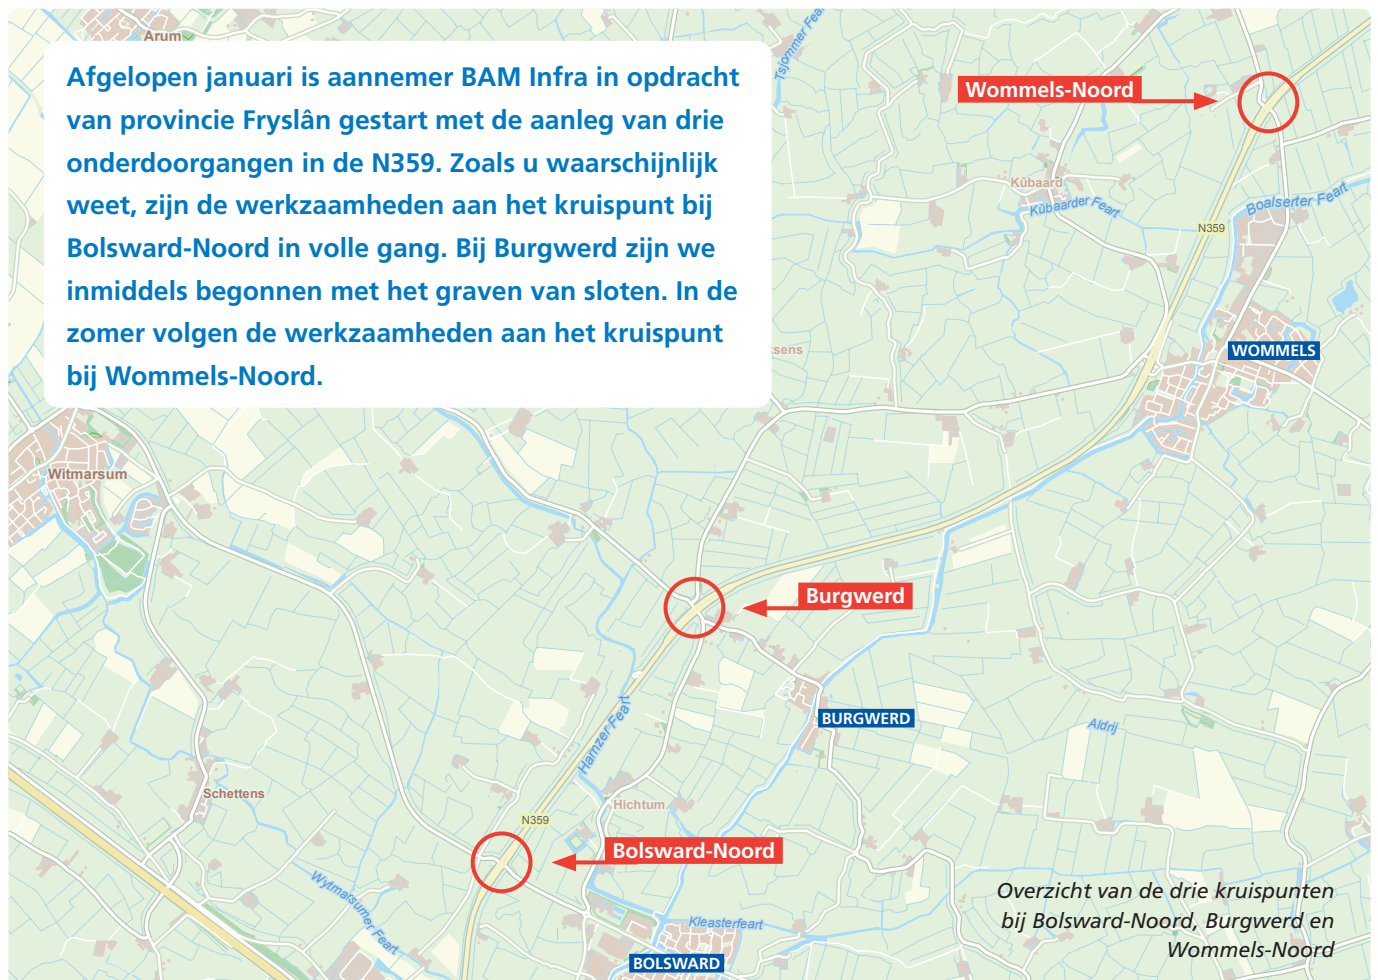 Arum
Afgelopen januari is aannemer BAM Infra in opdracht
van provincie Fryslân gestart met de aanleg van drie
onderdoorgangen in de N359. Zoals u waarschijnlijk
weet, zijn de werkzaamheden aan het kruispunt bij
Bolsward-Noord in volle gang. Bij Burgwerd zijn we
inmiddels begonnen met het graven van sloten. In de
zomer volgen de werkzaamheden aan het kruispunt
bij Wommels-Noord.
Tsjommer Feart
Wommels-Noord
Kûbaard
Kûbaarder Feart
Boalserter Feart
N359
WOMMELS
Witmarsum
Burgwerd
BURGWERD
Harnzer Feart
Aldrij
Schettens
Hichtum
N359
Bolsward-Noord
Wytmarsumer Feart
Kleasterfeart
BOLSWARD
Overzicht van de drie kruispunten
bij Bolsward-Noord, Burgwerd en
Wommels-Noord